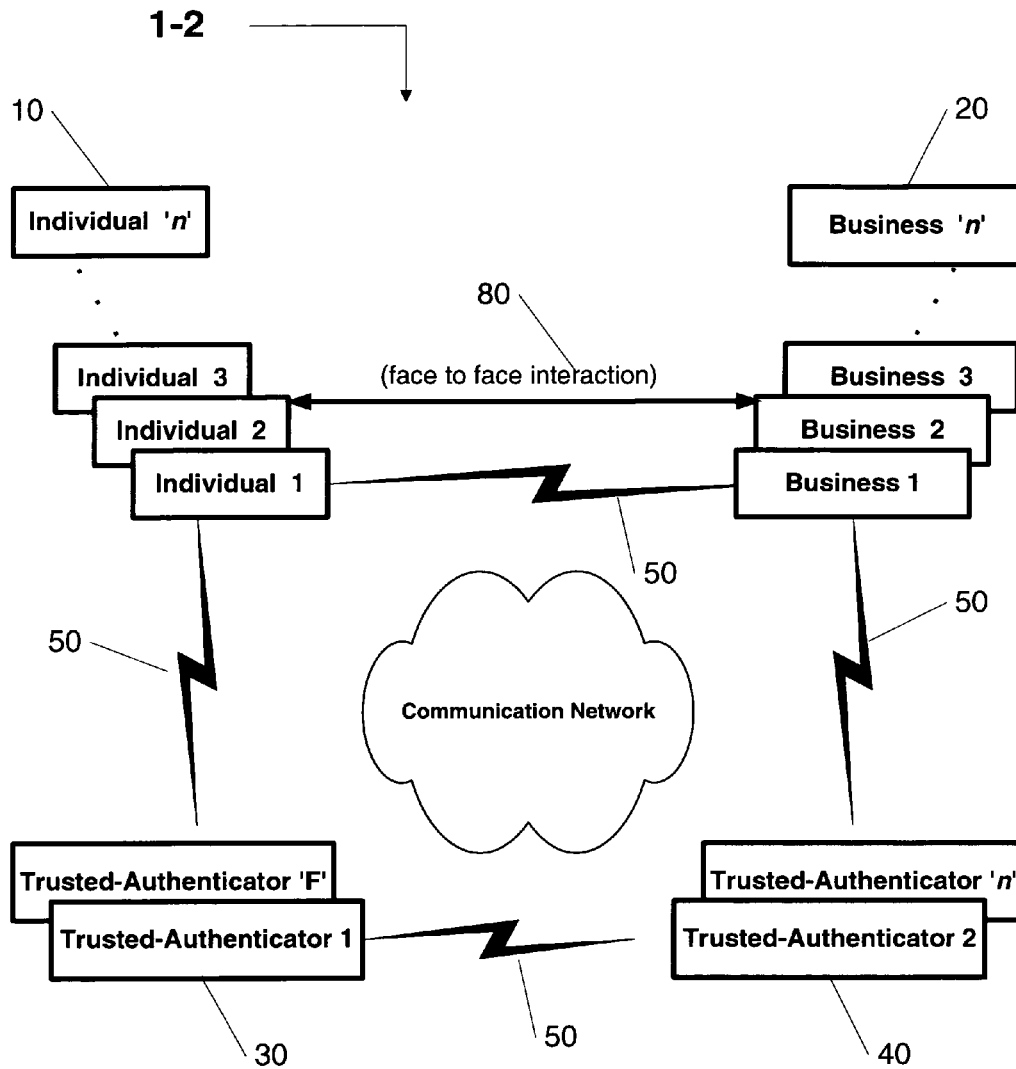 1-2
10
20
Individual 'n'
Business 'n'
80
Individual 3
(face to face interaction)
Business 3
Individual 2
Business 2
Individual 1
Business 1
50
50
50
Communication Network
Trusted-Authenticator 'F'
Trusted-Authenticator 'n'
Trusted-Authenticator 1
Trusted-Authenticator 2
30
50
40